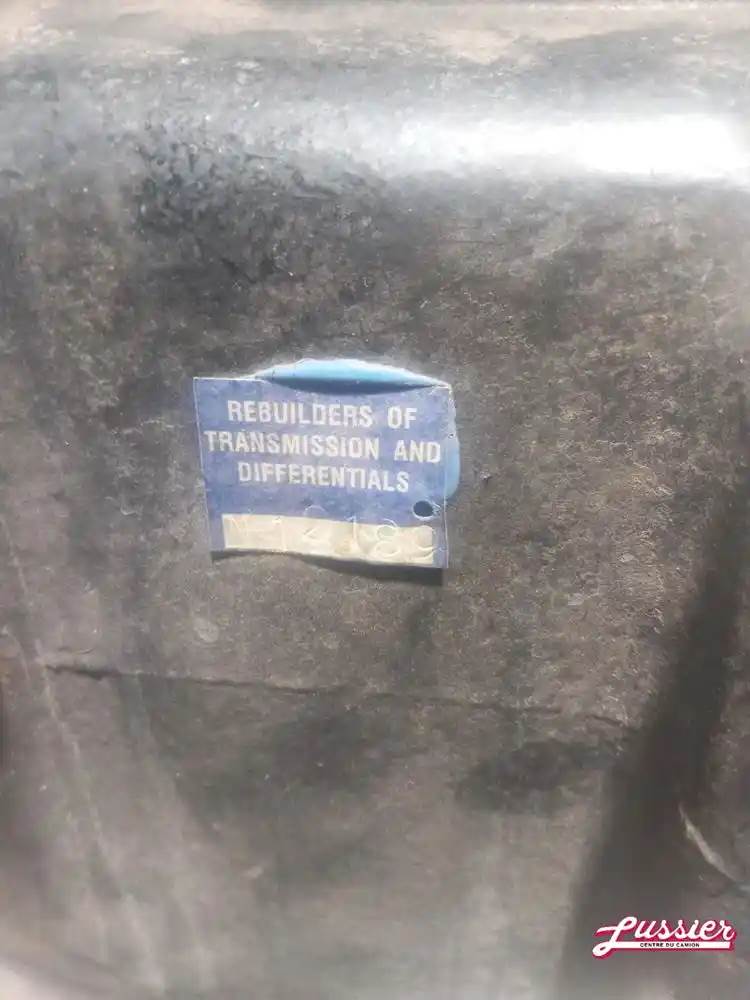 REBUILDERS OF
TRANSMISSION AND
DIFFERENTIALS
Lussier
CENTRE DU CAMION